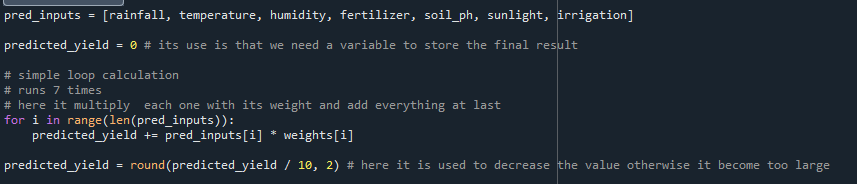 pred_inputs = [rainfall, temperature, humidity, fertilizer, soil_ph, sunlight, irrigation]
predicted_yield = 0 # its use is that we need a variable to store the final result
# simple loop calculation
# runs 7 times
# here it multiply  each one with its weight and add everything at last
for i in range(len(pred_inputs)):
    predicted_yield += pred_inputs[i] * weights[i]
predicted_yield = round(predicted_yield / 10, 2) # here it is used to decrease the value otherwise it become too large